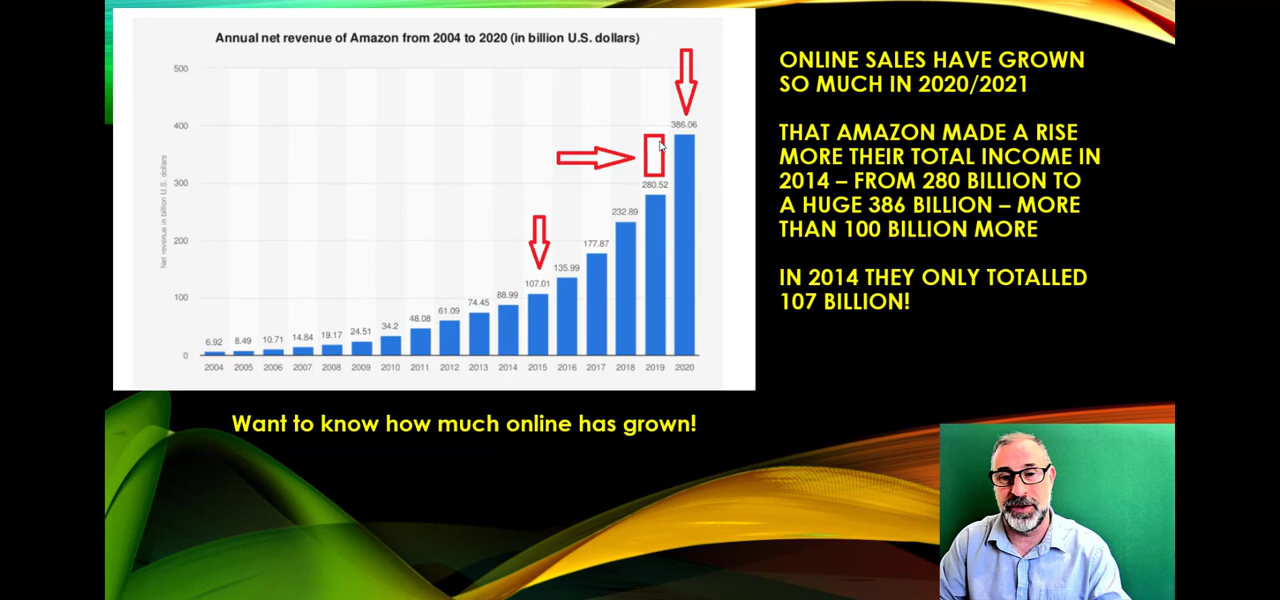 Annual net revenue of Amazon from 2004 to 2020 (in billion U.S. dollars)
Net revenue in billion U.S. dollars
500
400
300
200
100
0
6.92
8.49
10.71
14.84
19.17
24.51
34.2
48.08
61.09
74.45
88.99
107.01
135.99
177.87
232.89
280.52
386.06
2004 2005 2006 2007 2008 2009 2010 2011 2012 2013 2014 2015 2016 2017 2018 2019 2020
ONLINE SALES HAVE GROWN
SO MUCH IN 2020/2021
THAT AMAZON MADE A RISE
MORE THEIR TOTAL INCOME IN
2014 – FROM 280 BILLION TO
A HUGE 386 BILLION – MORE
THAN 100 BILLION MORE
IN 2014 THEY ONLY TOTALLED
107 BILLION!
Want to know how much online has grown!